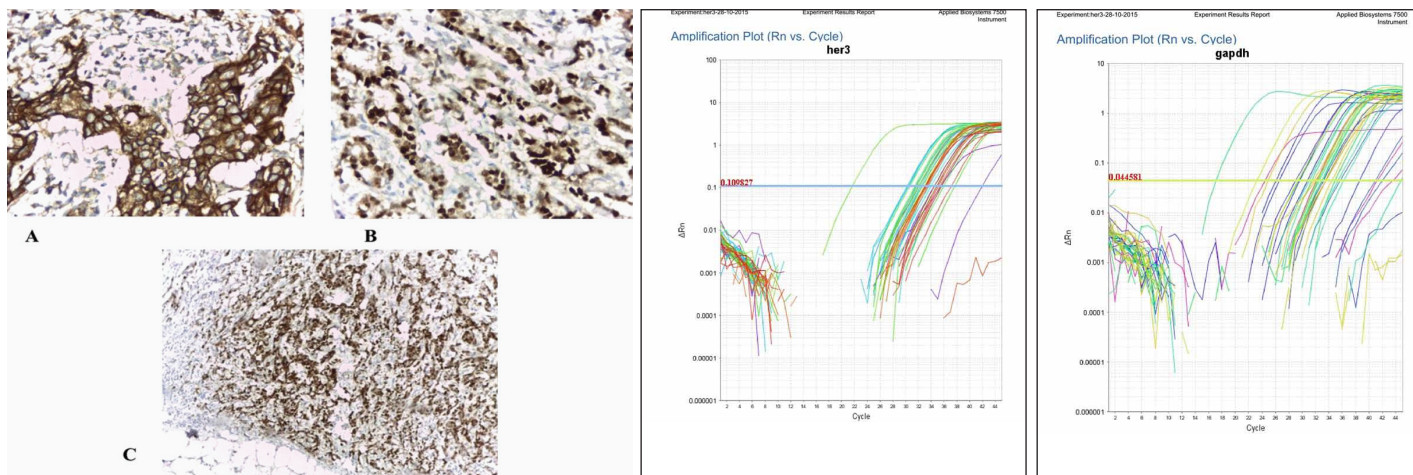 A
B
C
Experiment:her3-28-10-2015 Experiment Results Report Applied Biosystems 7500
Instrument
Amplification Plot (Rn vs. Cycle)
her3
100
10
1
0.109827
0.1
0.01
0.001
0.0001
0.00001
0.000001
ΔRn
2 4 6 8 10 12 14 16 18 20 22 24 26 28 30 32 34 36 38 40 42 44
Cycle
Experiment:her3-28-10-2015 Experiment Results Report Applied Biosystems 7500
Instrument
Amplification Plot (Rn vs. Cycle)
gapdh
10
1
0.1
0.044581
0.01
0.001
0.0001
0.00001
0.000001
ΔRn
2 4 6 8 10 12 14 16 18 20 22 24 26 28 30 32 34 36 38 40 42 44
Cycle